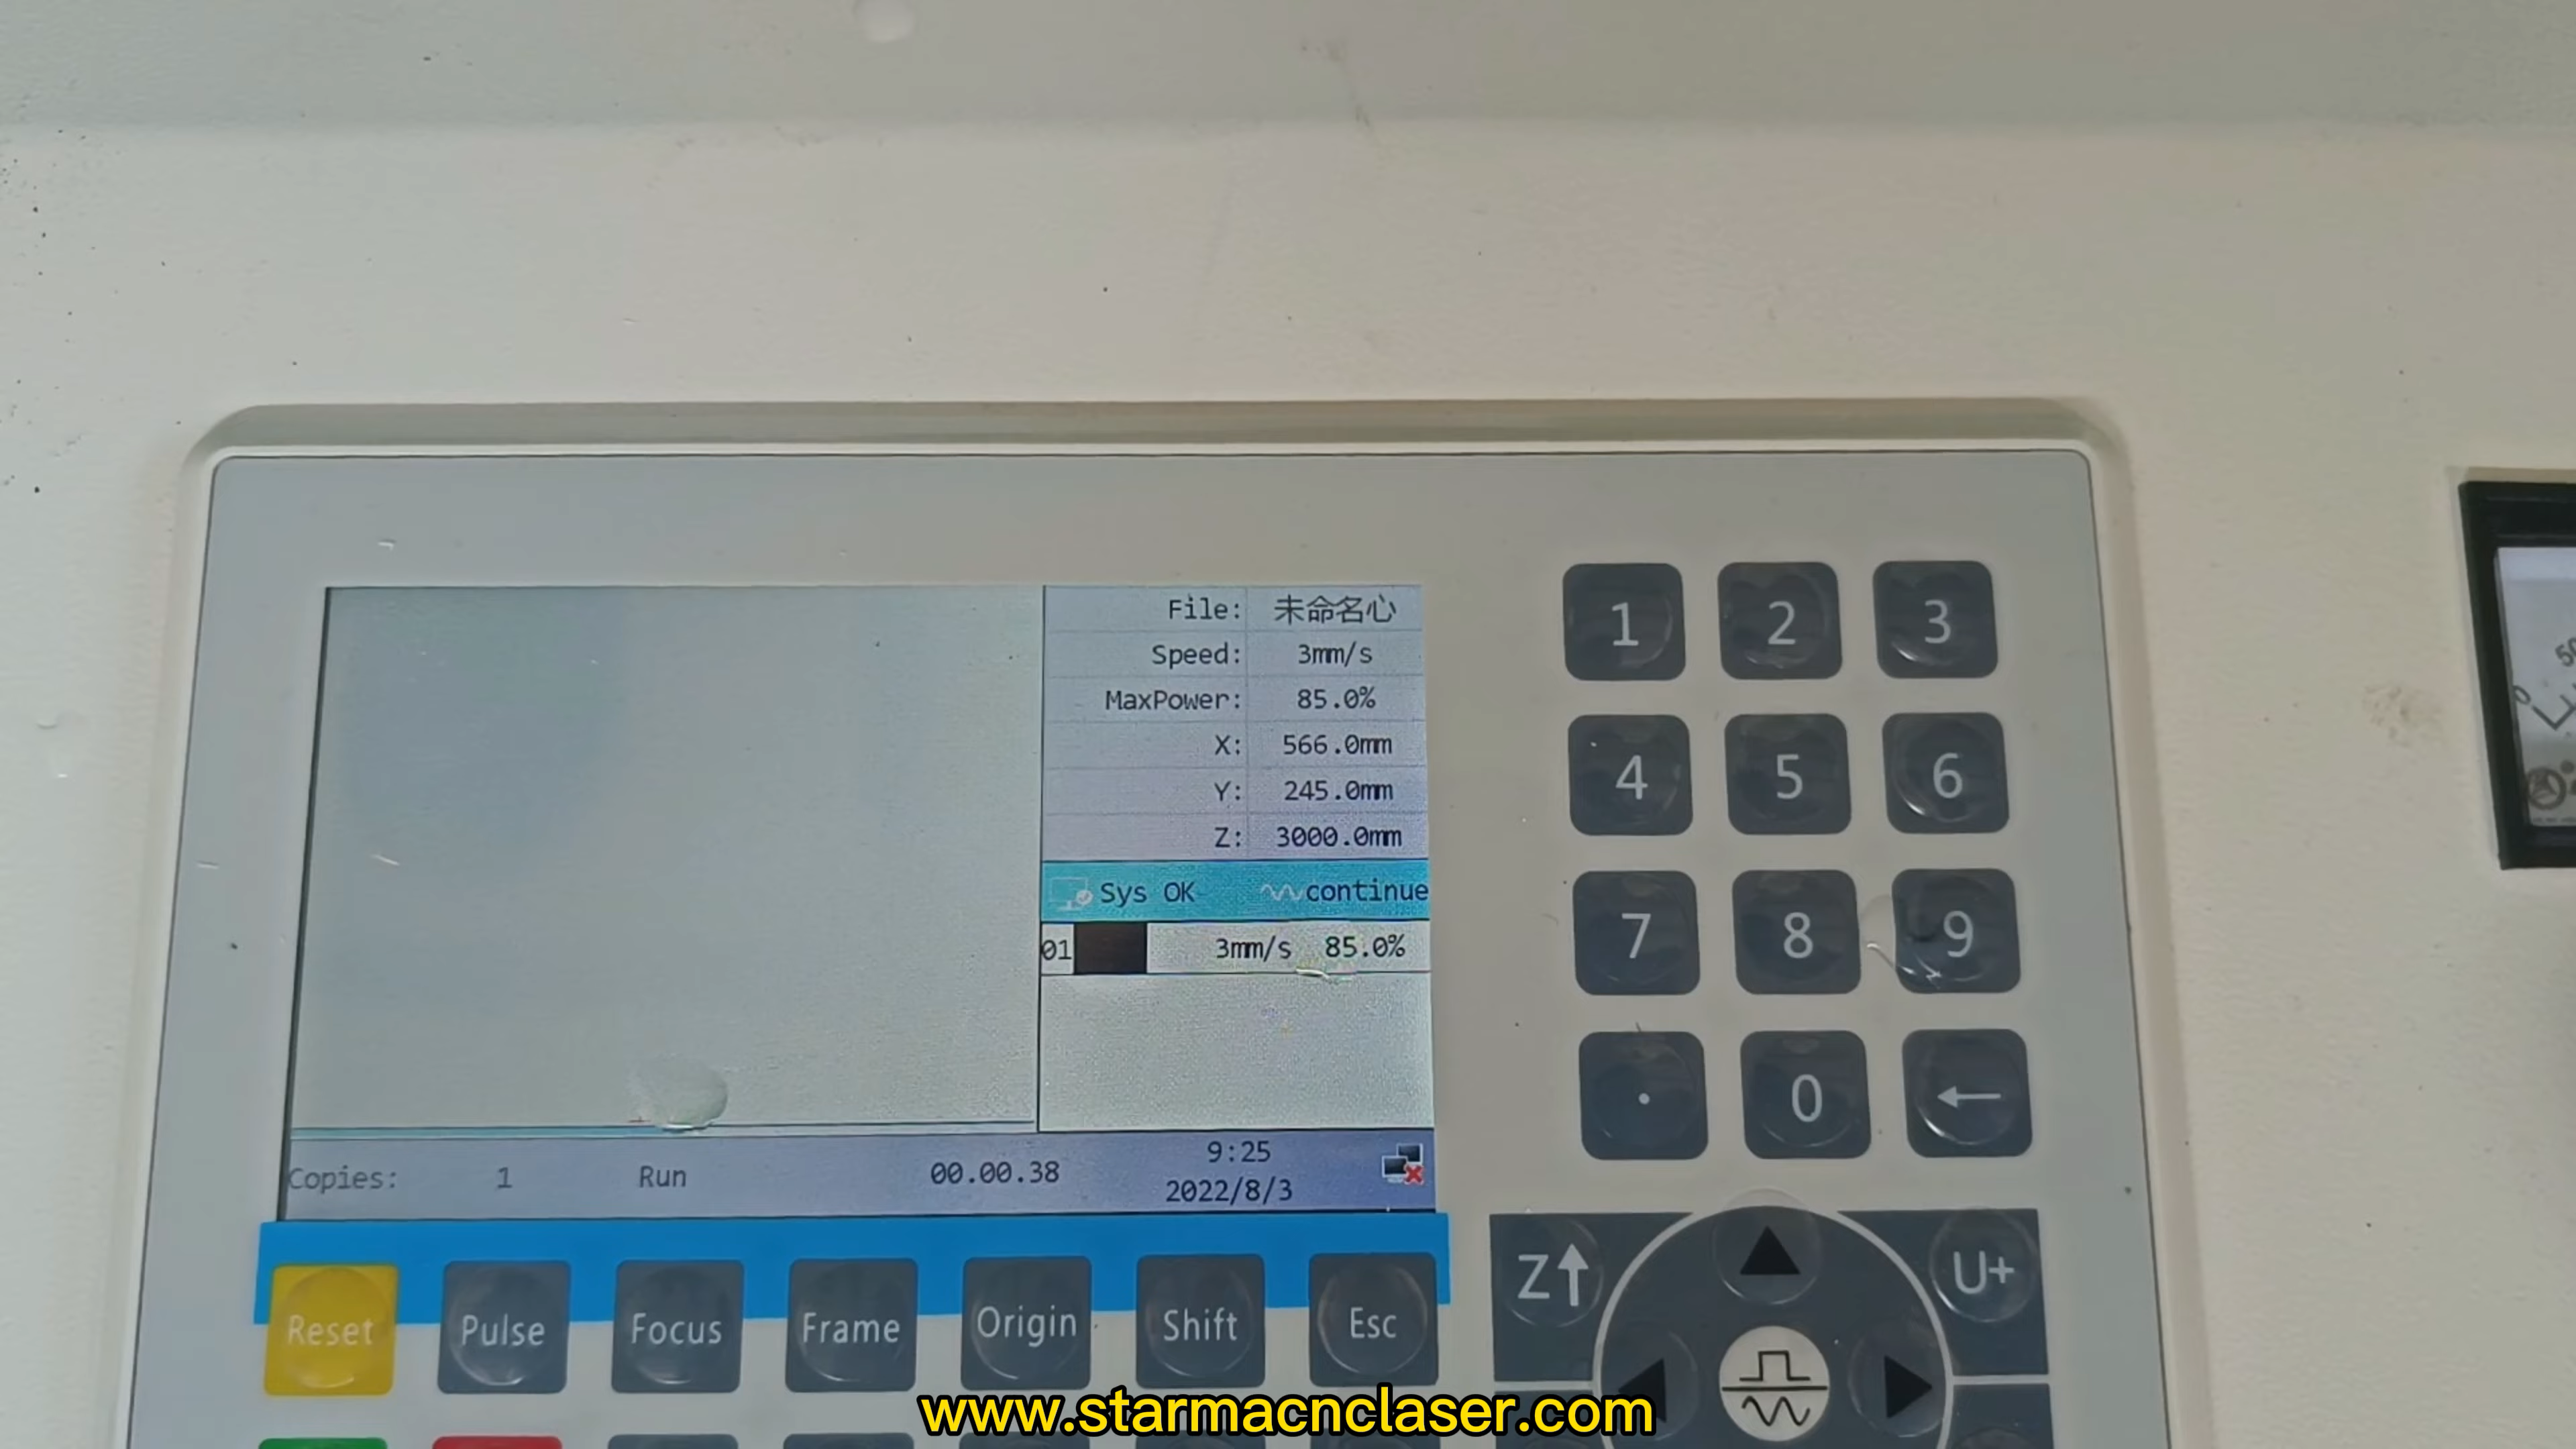 File: 未命名心
Speed: 3mm/s
MaxPower: 85.0%
X: 566.0mm
Y: 245.0mm
Z: 3000.0mm
Sys OK continue
01 3mm/s 85.0%
Copies: 1 Run 00.00.38 9:25
2022/8/3
1 2 3
4 5 6
7 8 9
. 0 ←
Z↑ U+
Reset Pulse Focus Frame Origin Shift Esc
www.starmacnclaser.com
0 50